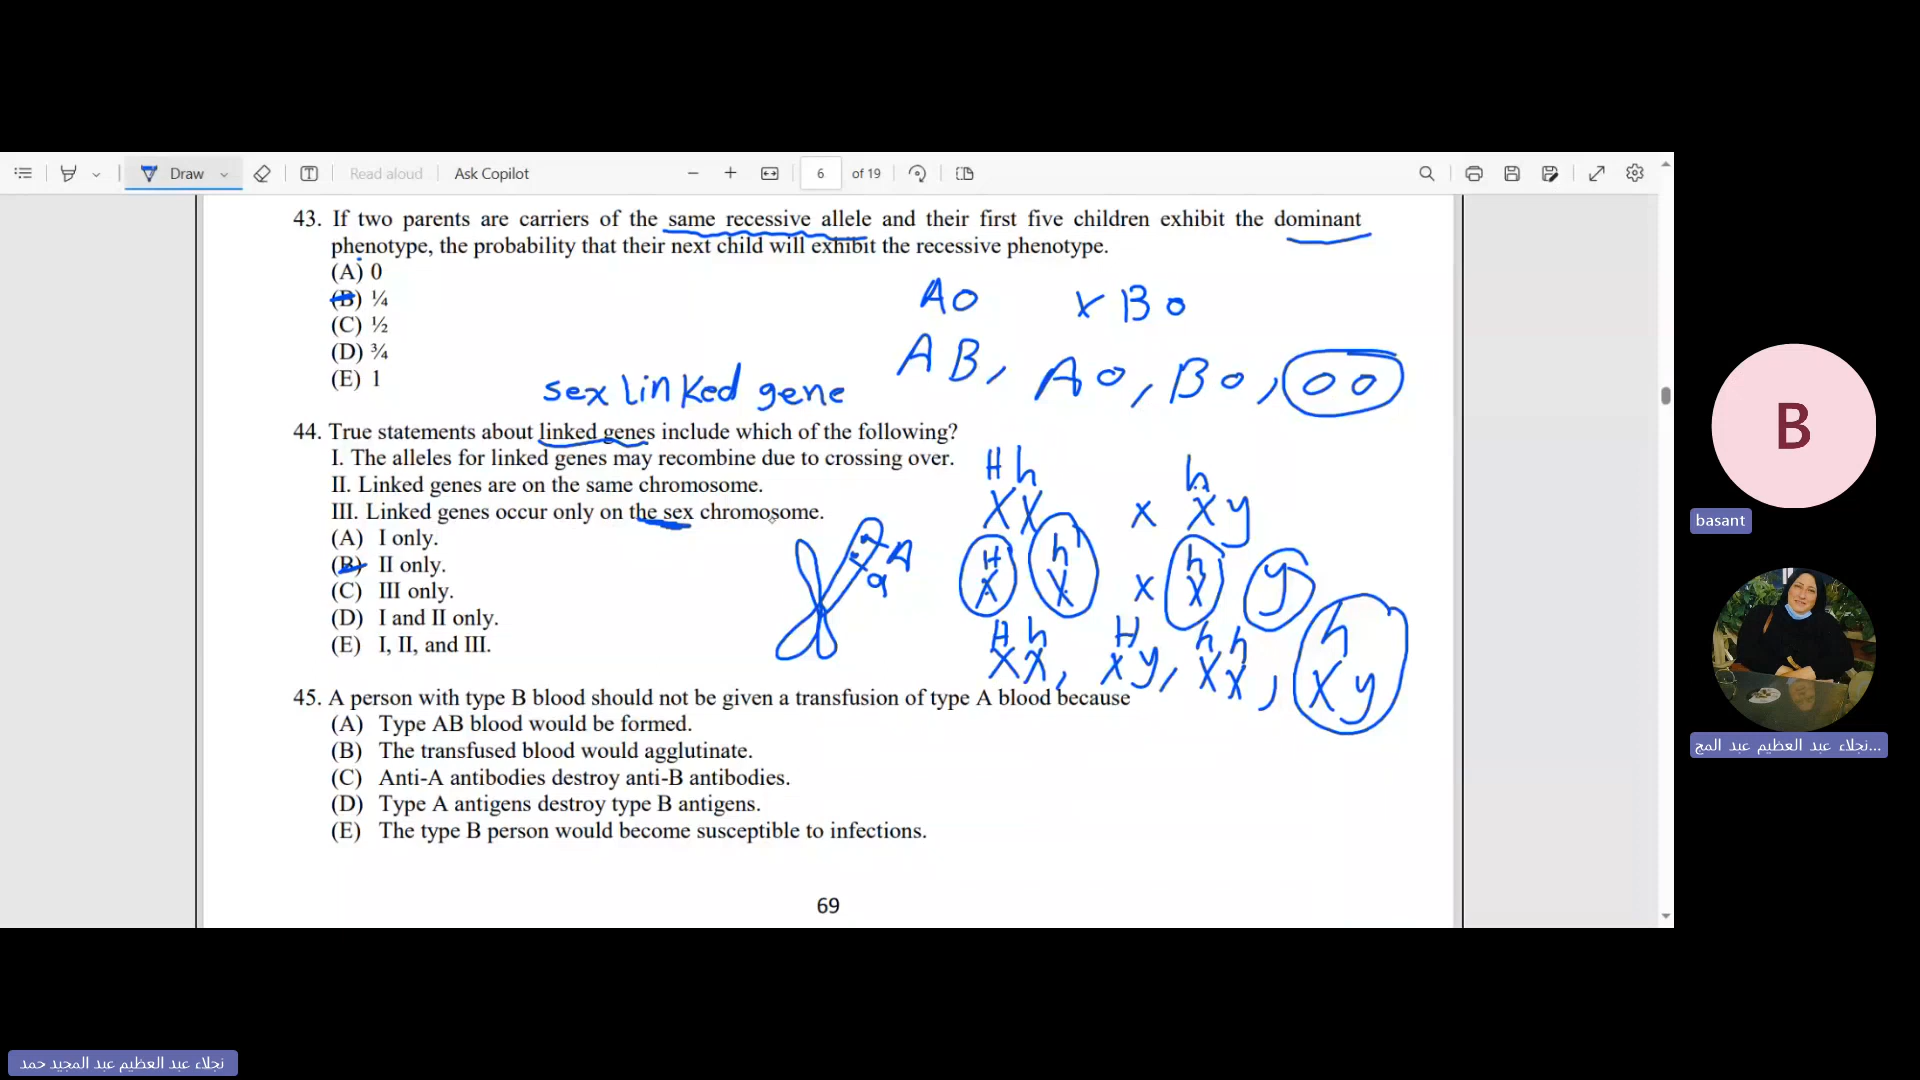 Draw
Read aloud
Ask Copilot
6 of 19
43. If two parents are carriers of the same recessive allele and their first five children exhibit the dominant
phenotype, the probability that their next child will exhibit the recessive phenotype.
(A) 0
(B) ¼
(C) ½
(D) ¾
(E) 1
Ao x Bo
AB, Ao, Bo, oo
sex linked gene
44. True statements about linked genes include which of the following?
I. The alleles for linked genes may recombine due to crossing over.
II. Linked genes are on the same chromosome.
III. Linked genes occur only on the sex chromosome.
(A) I only.
(B) II only.
(C) III only.
(D) I and II only.
(E) I, II, and III.
A
a
H h h
X X x X y
H h h
X X x X y
H h H h h h
X X, X y, X X, X y
45. A person with type B blood should not be given a transfusion of type A blood because
(A) Type AB blood would be formed.
(B) The transfused blood would agglutinate.
(C) Anti-A antibodies destroy anti-B antibodies.
(D) Type A antigens destroy type B antigens.
(E) The type B person would become susceptible to infections.
69
B
basant
نجلاء عبد العظيم عبد المج...
نجلاء عبد العظيم عبد المجيد حمد